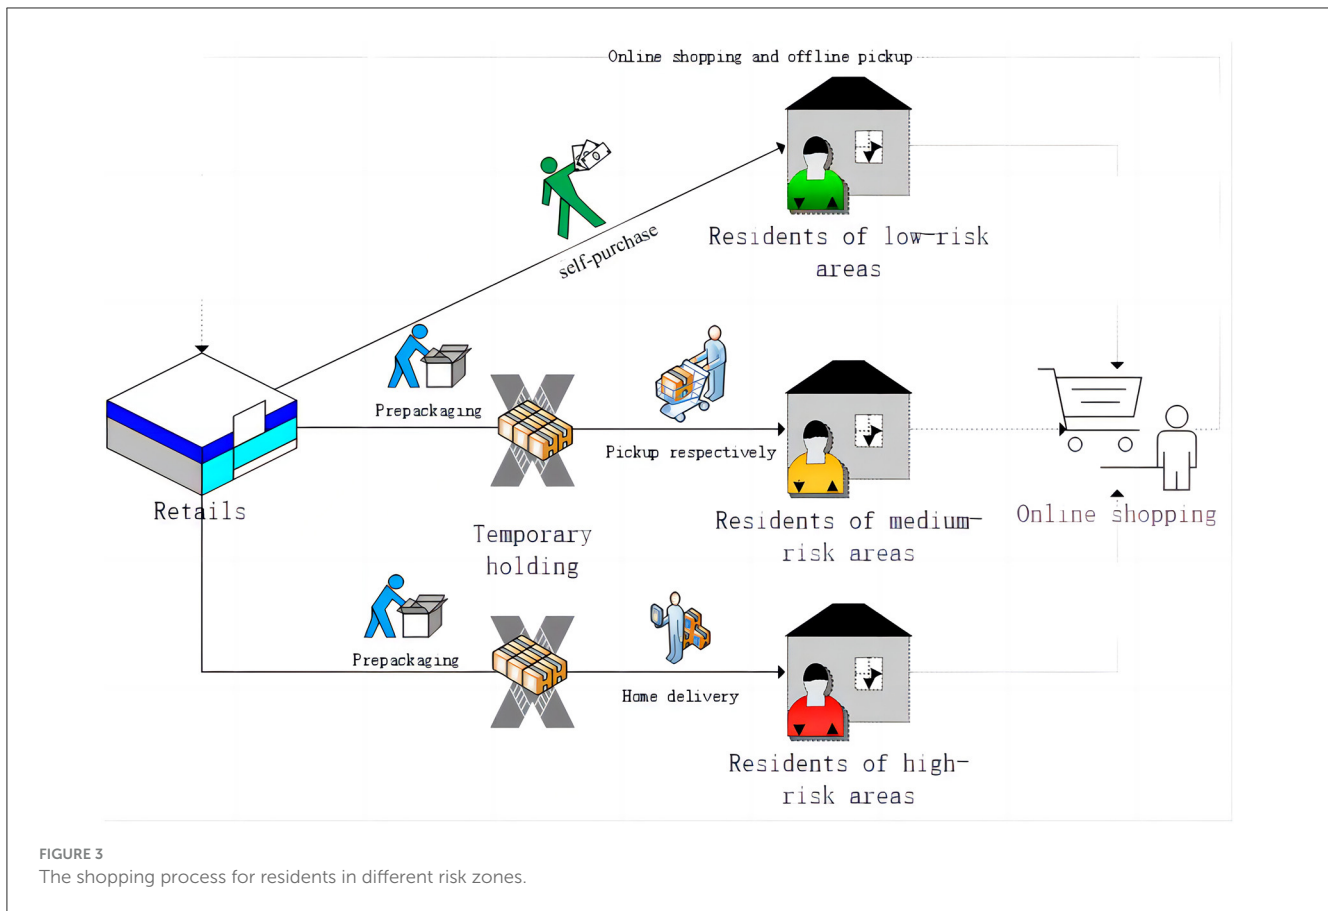 Online shopping and offline pickup
self-purchase
Residents of low-risk
areas
Prepackaging
Pickup respectively
Retails
Temporary
holding
Residents of medium-
risk areas
Online shopping
Prepackaging
Home delivery
Residents of high-
risk areas
FIGURE 3
The shopping process for residents in different risk zones.